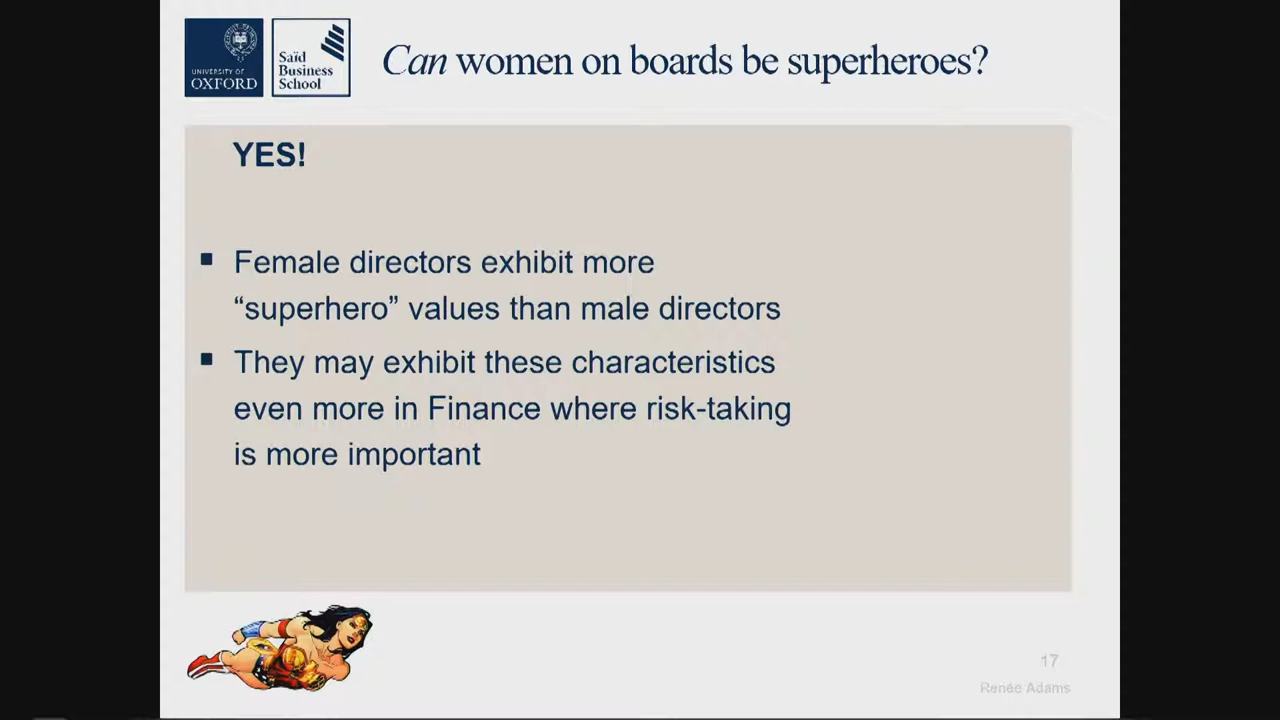 UNIVERSITY OF
OXFORD
Saïd
Business
School
Can women on boards be superheroes?
YES!
▪ Female directors exhibit more
“superhero” values than male directors
▪ They may exhibit these characteristics
even more in Finance where risk-taking
is more important
17
Renée Adams